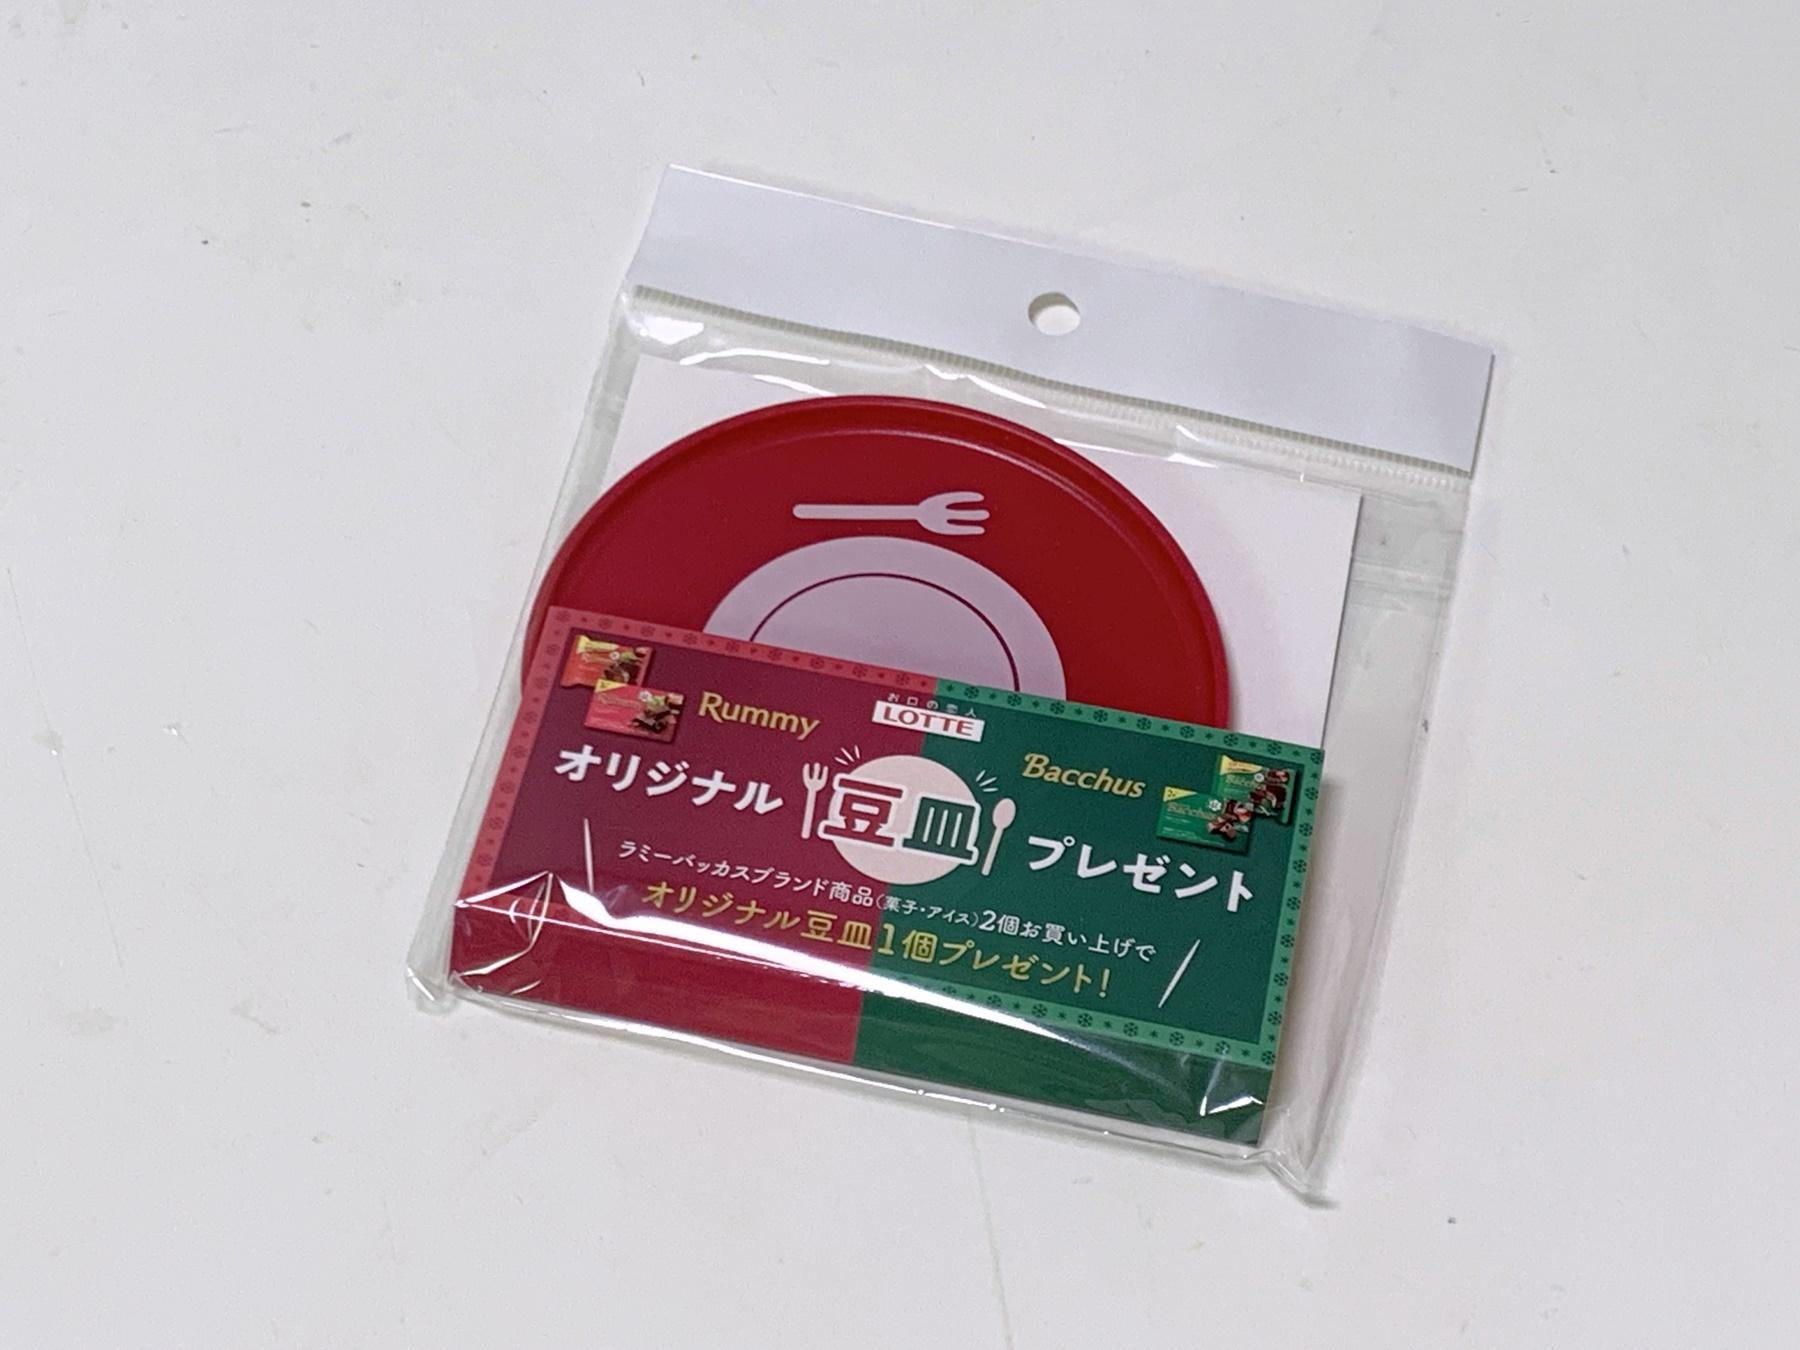 お口の恋人
LOTTE
Rummy
Bacchus
オリジナル豆皿プレゼント
ラミーバッカスブランド商品(菓子・アイス)2個お買い上げで
オリジナル豆皿1個プレゼント!